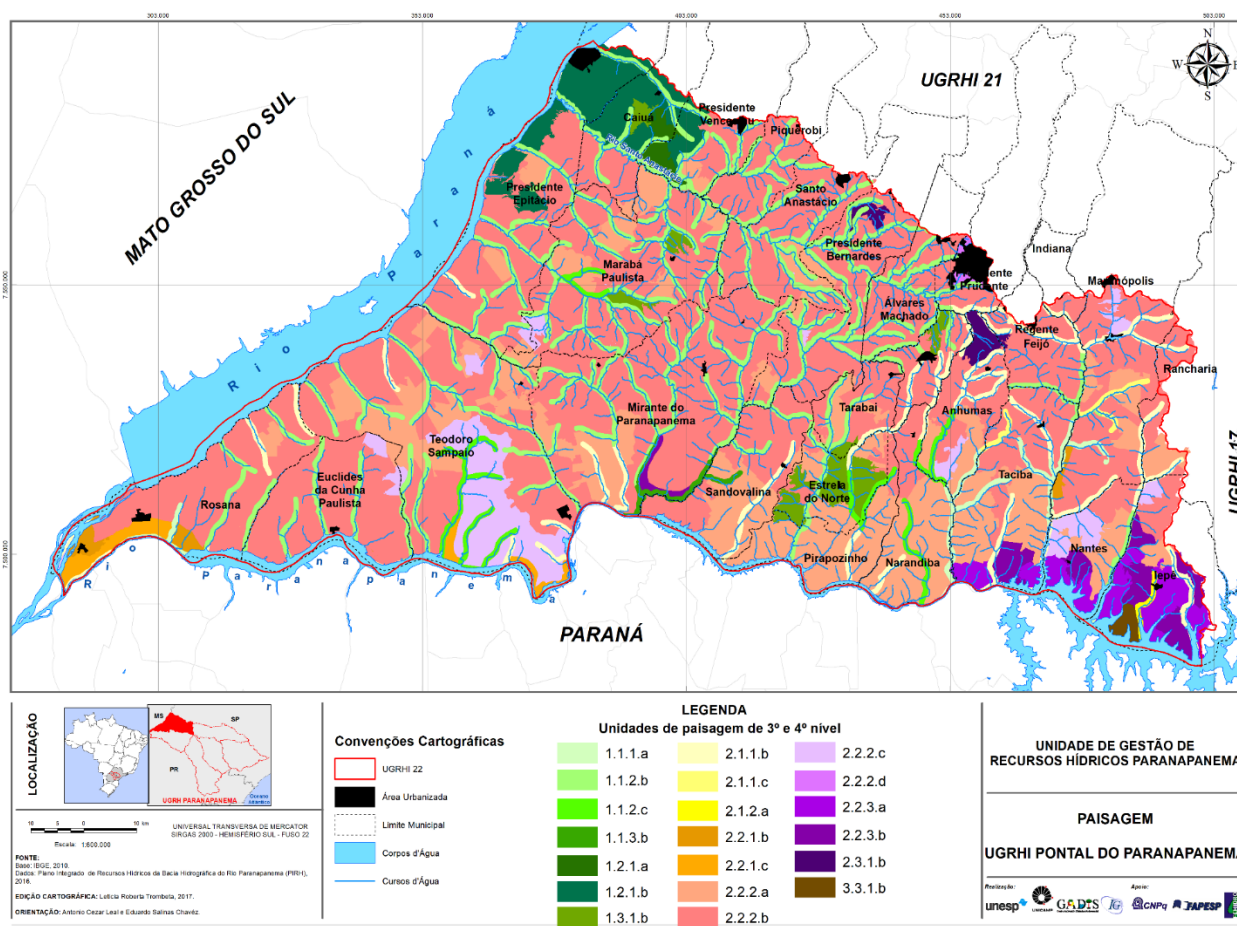 303.000
353.000
403.000
453.000
503.000
N
W
S
UGRHI 21
MATO GROSSO DO SUL
Rio Paraná
Caiuá
Presidente
Piquerobi
Presidente
Epitácio
Santo
Anastácio
Presidente
Bernardes
Indiana
Prudente
Marabá
Paulista
Álvares
Machado
Regente
Feijó
Rancharia
7.550.000
Mirante do
Paranapanema
Tarabai
Anhumas
Teodoro
Sampaio
UGRHI 17
Euclides
da Cunha
Paulista
Rosana
Sandovalina
Estrela
do Norte
Taciba
7.500.000
Pirapozinho
Narandiba
Nantes
Iepê
PARANÁ
LOCALIZAÇÃO
MS
SP
PR
Oceano
Atlântico
UGRH PARANAPANEMA
10 5 0 10 km
Escala: 1:600.000
UNIVERSAL TRANSVERSA DE MERCATOR
SIRGAS 2000 - HEMISFÉRIO SUL - FUSO 22
FONTE:
Base: IBGE, 2010.
Dados: Plano Integrado de Recursos Hídricos da Bacia Hidrográfica do Rio Paranapanema (PIRH),
2016.
EDIÇÃO CARTOGRÁFICA: Letícia Roberta Trombeta, 2017.
ORIENTAÇÃO: Antonio Cezar Leal e Eduardo Salinas Chavéz.
Convenções Cartográficas
UGRHI 22
Área Urbanizada
Limite Municipal
Corpos d'Água
Cursos d'Água
LEGENDA
Unidades de paisagem de 3º e 4º nível
1.1.1.a
1.1.2.b
1.1.2.c
1.1.3.b
1.2.1.a
1.2.1.b
1.3.1.b
2.1.1.b
2.1.1.c
2.1.2.a
2.2.1.b
2.2.1.c
2.2.2.a
2.2.2.b
2.2.2.c
2.2.2.d
2.2.3.a
2.2.3.b
2.3.1.b
3.3.1.b
UNIDADE DE GESTÃO DE
RECURSOS HÍDRICOS PARANAPANEMA
PAISAGEM
UGRHI PONTAL DO PARANAPANEMA
Realização:
Apoio:
unesp
UNICAMP
GADIS
CNPq
FAPESP